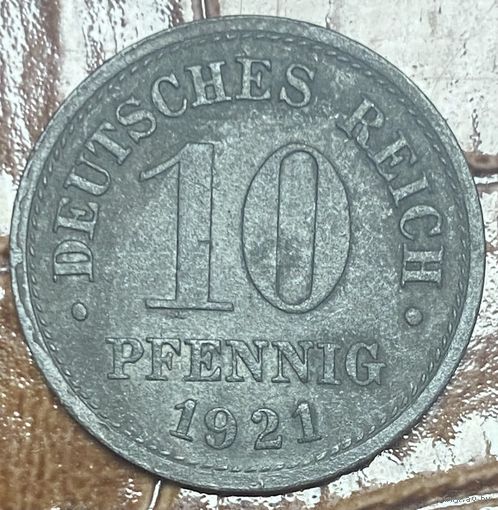 DEUTSCHES REICH
10
PFENNIG
1921